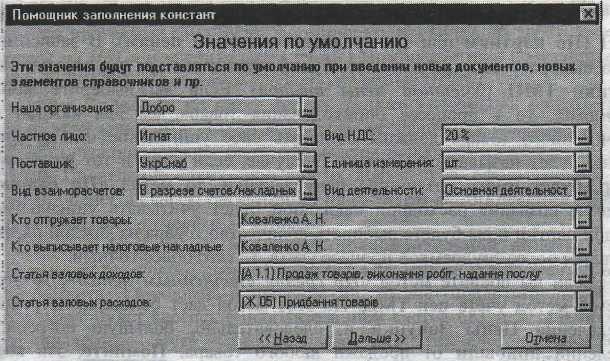 Помощник заполнения констант
Значения по умолчанию
Эти значения будут подставляться по умолчанию при введении новых документов, новых
элементов справочников и пр.
Наша организация: Добро ...
Частное лицо: Игнат ... Вид НДС: 20 % ...
Поставщик: УкрСнаб ... Единица измерения: шт. ...
Вид взаиморасчетов: В разрезе счетов/накладных ... Вид деятельности: Основная деятельност ...
Кто отгружает товары: Коваленко А. Н. ...
Кто выписывает налоговые накладные: Коваленко А. Н. ...
Статья валовых доходов: (А 1.1) Продаж товарів, виконання робіт, надання послуг ...
Статья валовых расходов: (Ж 05) Придбання товарів ...
<< Назад Дальше >> Отмена